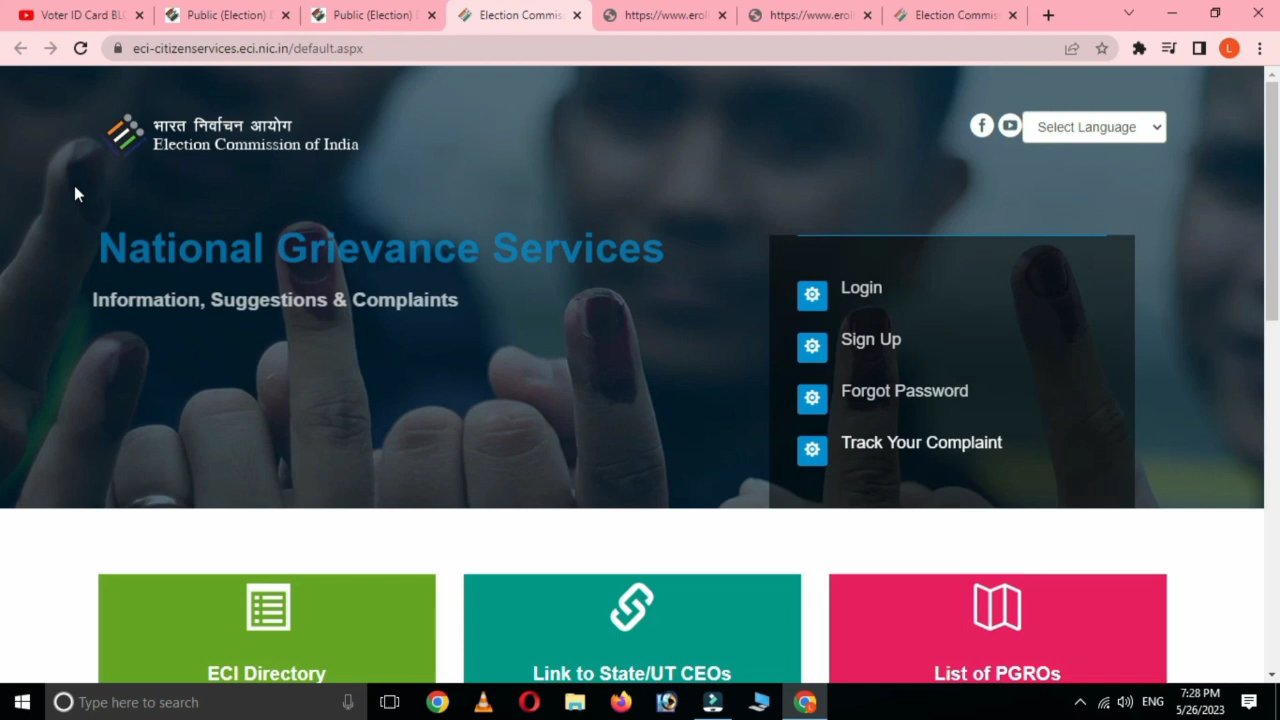 Voter ID Card BL
Public (Election)
Public (Election)
Election Commis
https://www.erol
https://www.erol
Election Commis
eci-citizenservices.eci.nic.in/default.aspx
L
भारत निर्वाचन आयोग
Election Commission of India
Select Language
National Grievance Services
Information, Suggestions & Complaints
Login
Sign Up
Forgot Password
Track Your Complaint
ECI Directory
Link to State/UT CEOs
List of PGROs
Type here to search
ENG
7:28 PM
5/26/2023